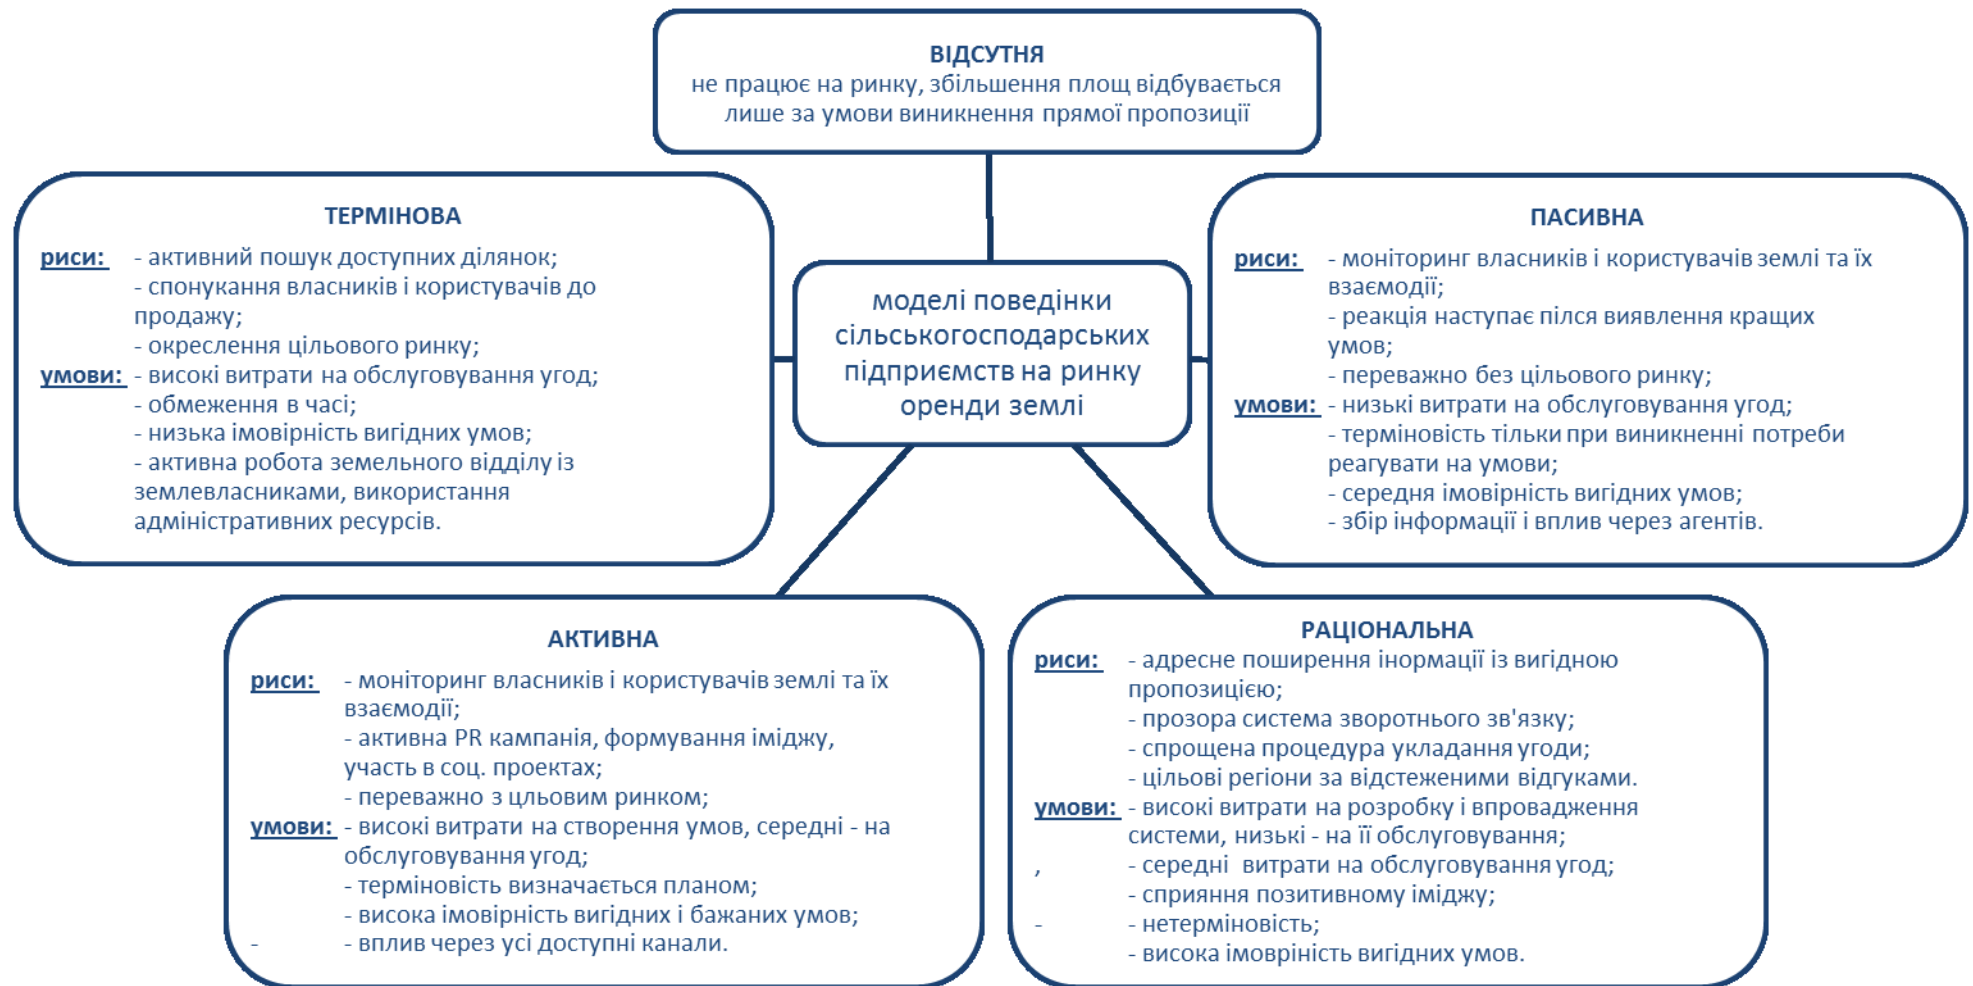 ВІДСУТНЯ
не працює на ринку, збільшення площ відбувається
лише за умови виникнення прямої пропозиції
ТЕРМІНОВА
риси: - активний пошук доступних ділянок;
- спонукання власників і користувачів до
продажу;
- окреслення цільового ринку;
умови: - високі витрати на обслуговування угод;
- обмеження в часі;
- низька імовірність вигідних умов;
- активна робота земельного відділу із
землевласниками, використання
адміністративних ресурсів.
моделі поведінки
сільськогосподарських
підприємств на ринку
оренди землі
ПАСИВНА
риси: - моніторинг власників і користувачів землі та їх
взаємодії;
- реакція наступає пілся виявлення кращих
умов;
- переважно без цільового ринку;
умови: - низькі витрати на обслуговування угод;
- терміновість тільки при виникненні потреби
реагувати на умови;
- середня імовірність вигідних умов;
- збір інформації і вплив через агентів.
АКТИВНА
риси: - моніторинг власників і користувачів землі та їх
взаємодії;
- активна PR кампанія, формування іміджу,
участь в соц. проектах;
- переважно з цльовим ринком;
умови: - високі витрати на створення умов, середні - на
обслуговування угод;
- терміновість визначається планом;
- висока імовірність вигідних і бажаних умов;
- - вплив через усі доступні канали.
РАЦІОНАЛЬНА
риси: - адресне поширення інормації із вигідною
пропозицією;
- прозора система зворотнього зв'язку;
- спрощена процедура укладання угоди;
- цільові регіони за відстеженими відгуками.
умови: - високі витрати на розробку і впровадження
системи, низькі - на її обслуговування;
, - середні витрати на обслуговування угод;
- сприяння позитивному іміджу;
- - нетерміновість;
- висока імовріність вигідних умов.